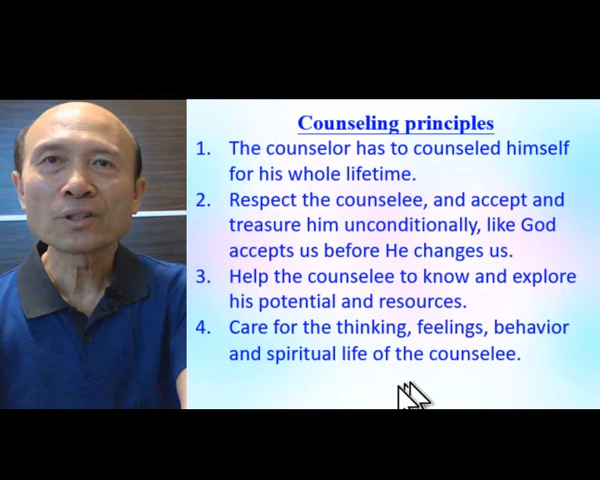 Counseling principles
1. The counselor has to counseled himself
for his whole lifetime.
2. Respect the counselee, and accept and
treasure him unconditionally, like God
accepts us before He changes us.
3. Help the counselee to know and explore
his potential and resources.
4. Care for the thinking, feelings, behavior
and spiritual life of the counselee.